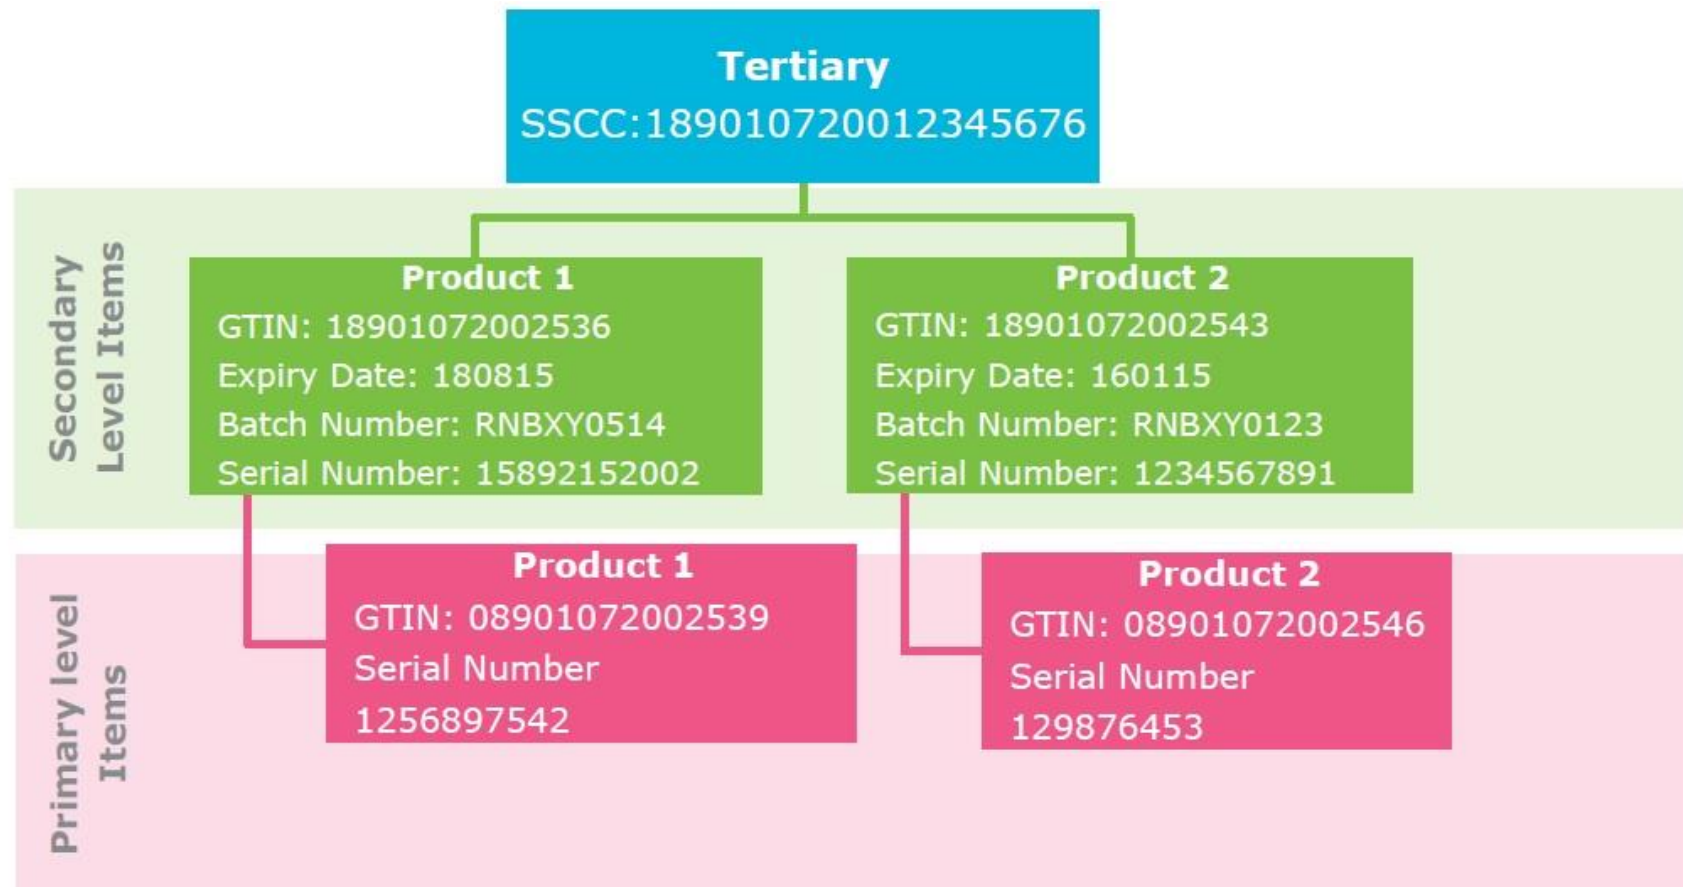 Tertiary
SSCC:189010720012345676
Secondary
Level Items
Product 1
GTIN: 18901072002536
Expiry Date: 180815
Batch Number: RNBXY0514
Serial Number: 15892152002
Product 2
GTIN: 18901072002543
Expiry Date: 160115
Batch Number: RNBXY0123
Serial Number: 1234567891
Primary level
Items
Product 1
GTIN: 08901072002539
Serial Number
1256897542
Product 2
GTIN: 08901072002546
Serial Number
129876453